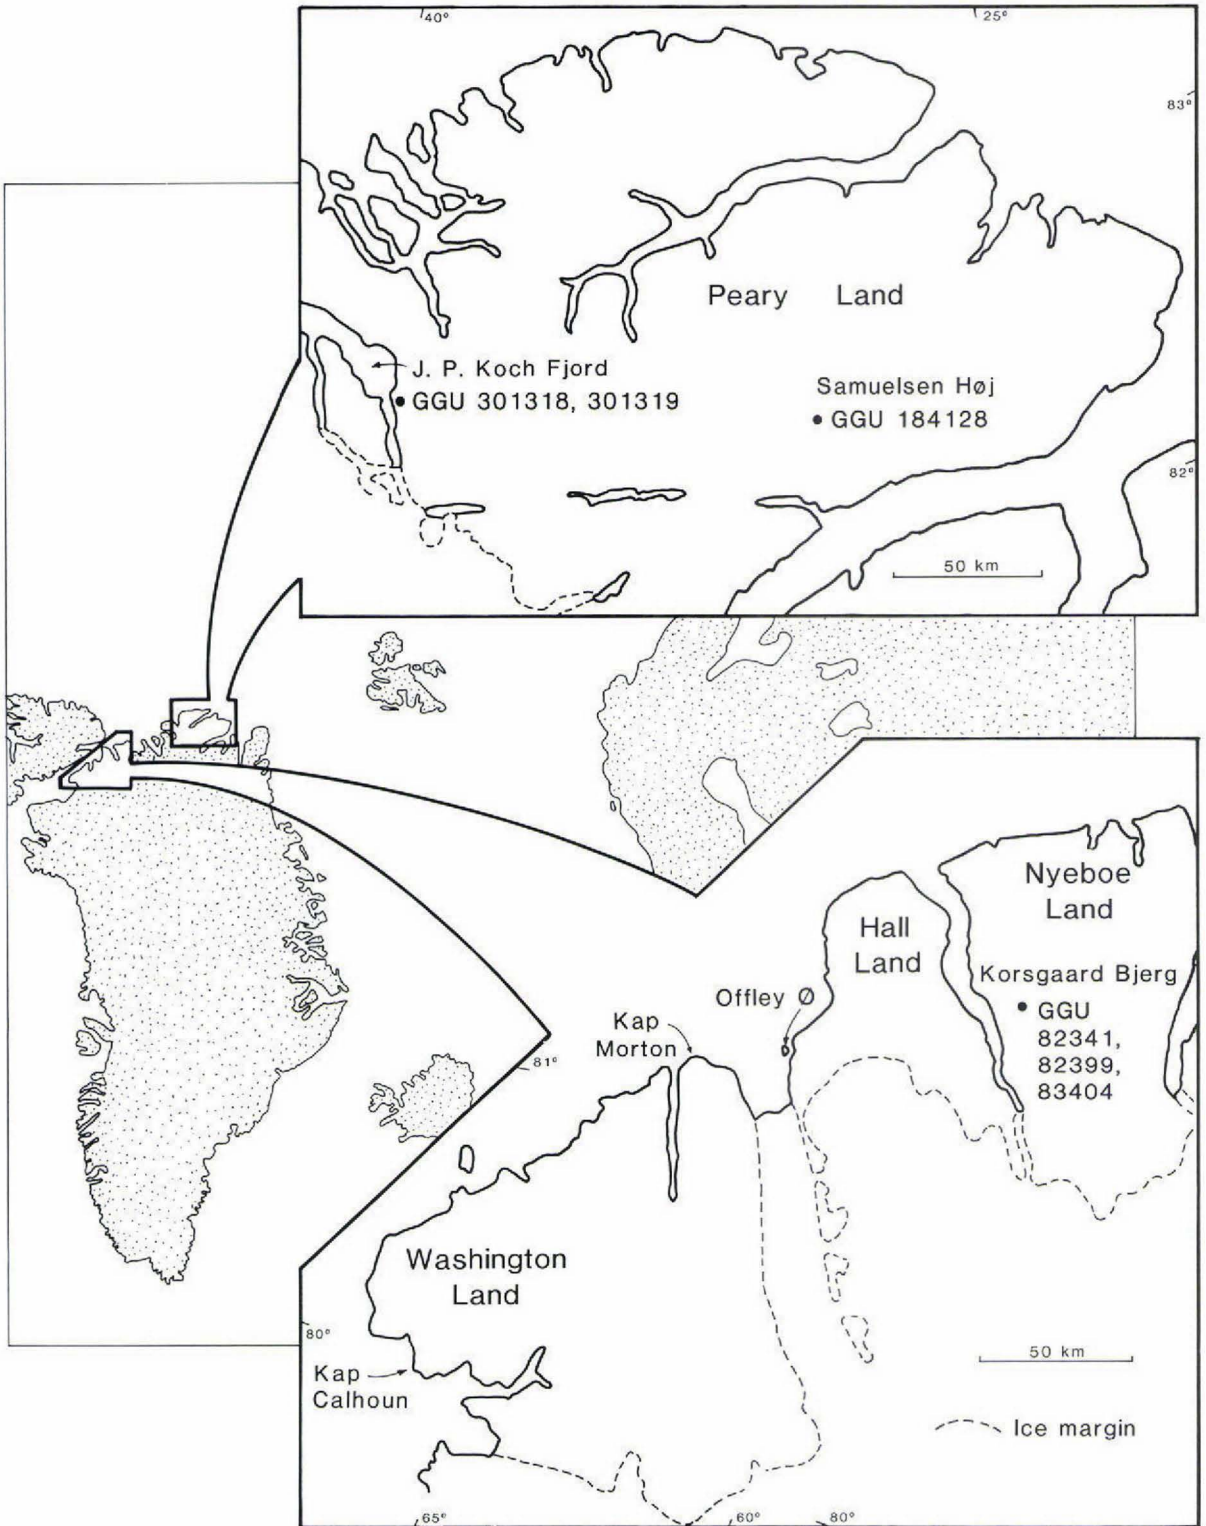 40°
25°
83°
Peary Land
J. P. Koch Fjord
GGU 301318, 301319
Samuelsen Høj
GGU 184128
82°
50 km
Nyeboe
Land
Hall
Land
Korsgaard Bjerg
GGU
82341,
82399,
83404
Offley Ø
Kap
Morton
81°
Washington
Land
80°
Kap
Calhoun
50 km
Ice margin
65°
60°
80°